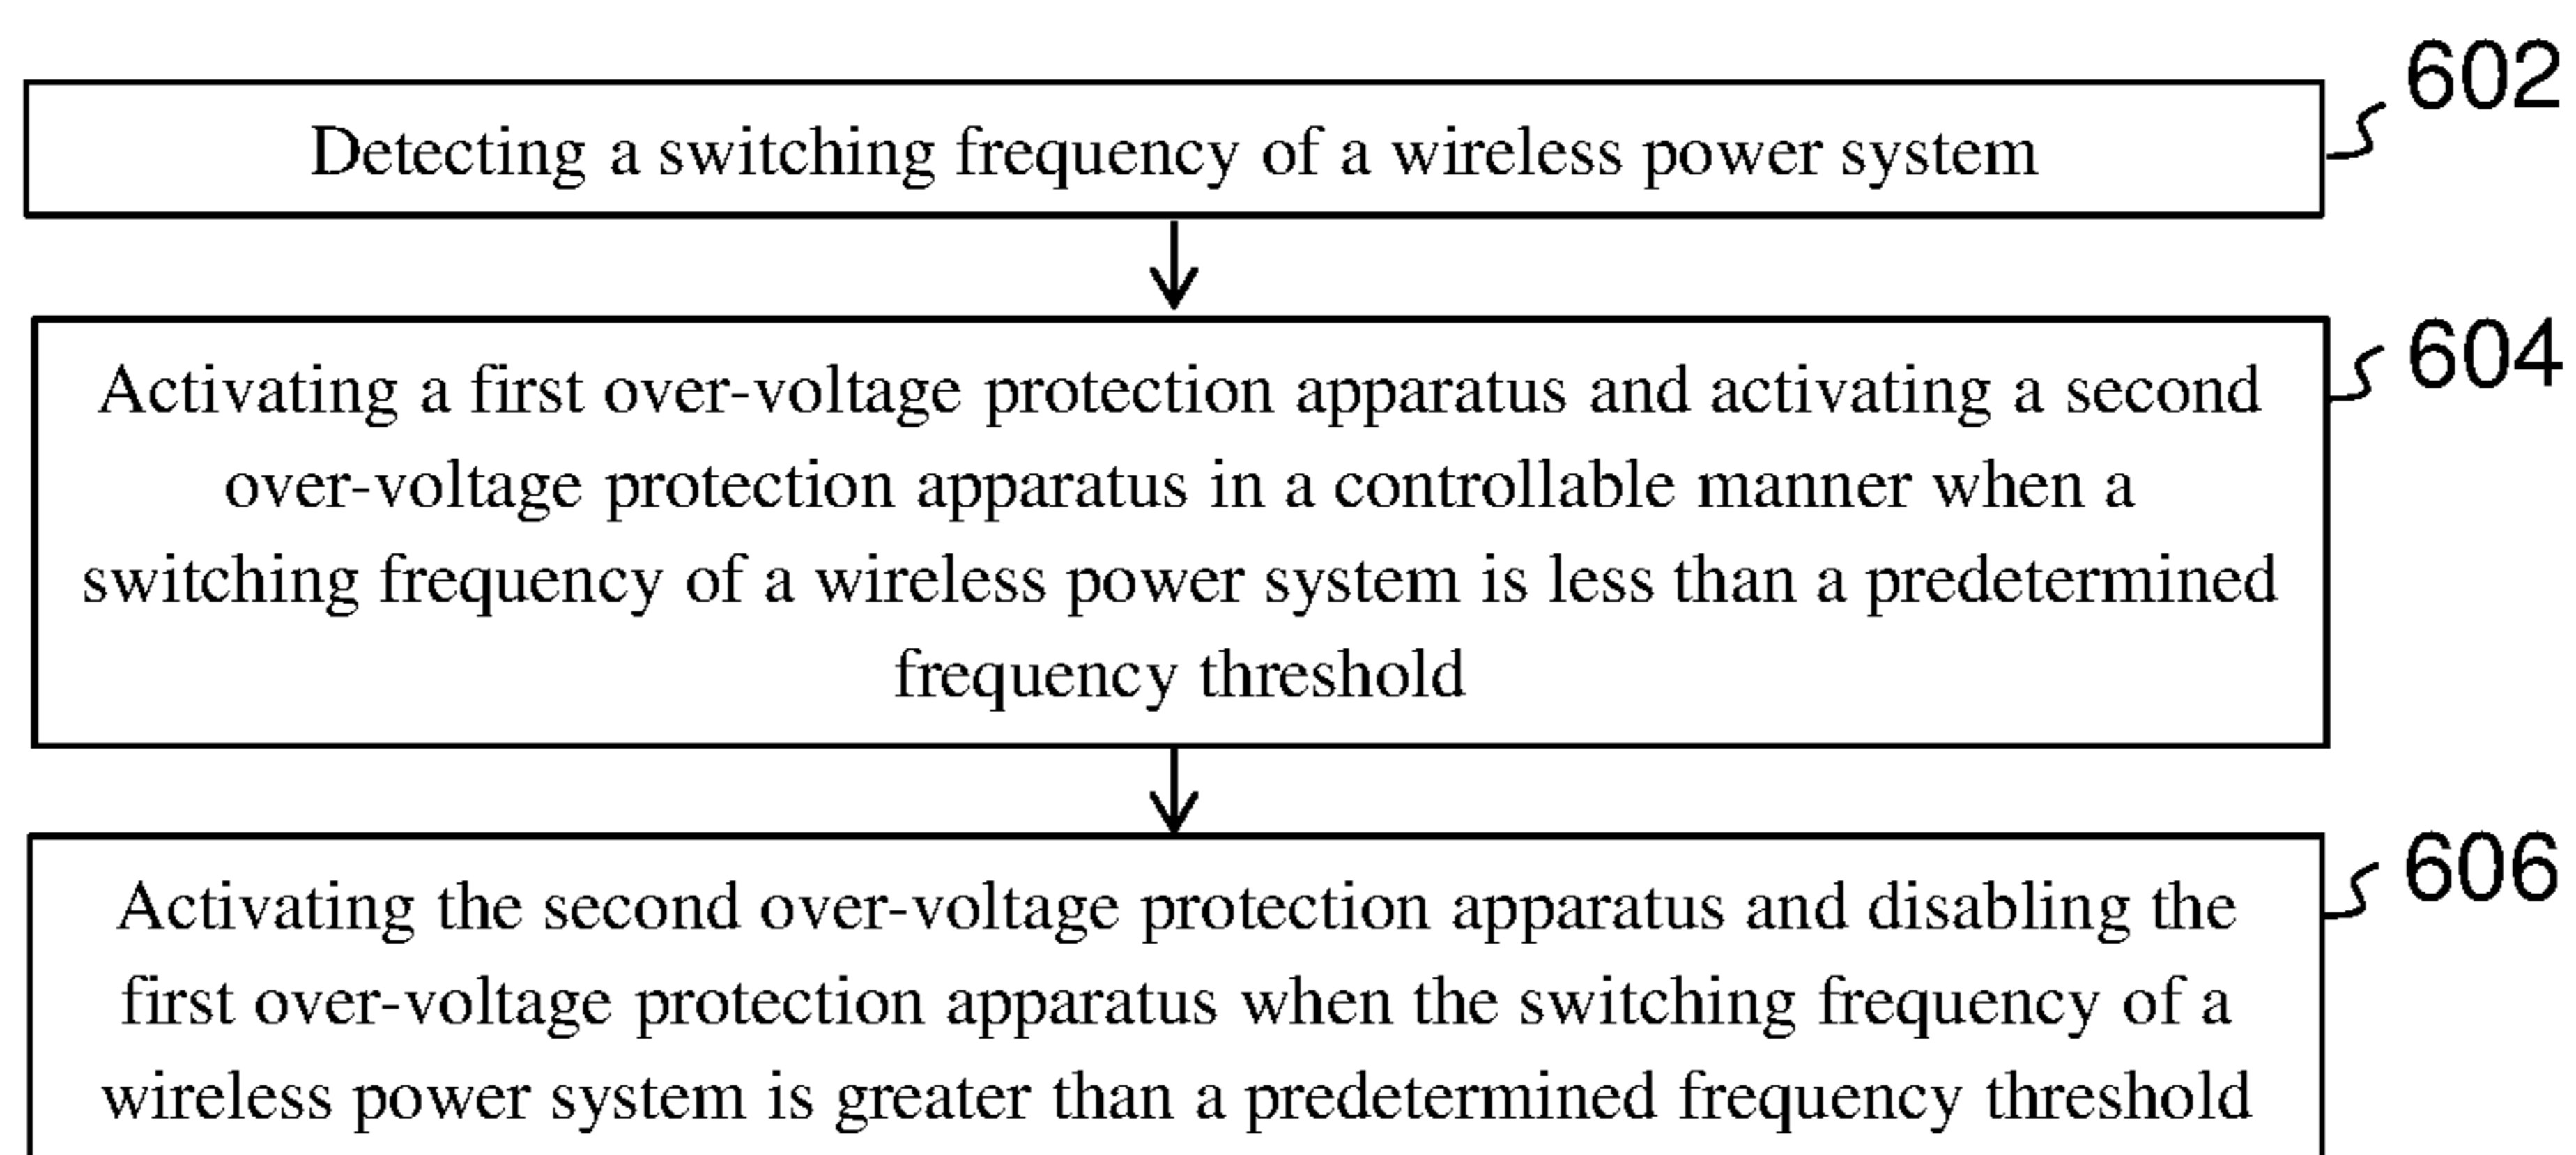 602
Detecting a switching frequency of a wireless power system
604
Activating a first over-voltage protection apparatus and activating a second
over-voltage protection apparatus in a controllable manner when a
switching frequency of a wireless power system is less than a predetermined
frequency threshold
606
Activating the second over-voltage protection apparatus and disabling the
first over-voltage protection apparatus when the switching frequency of a
wireless power system is greater than a predetermined frequency threshold